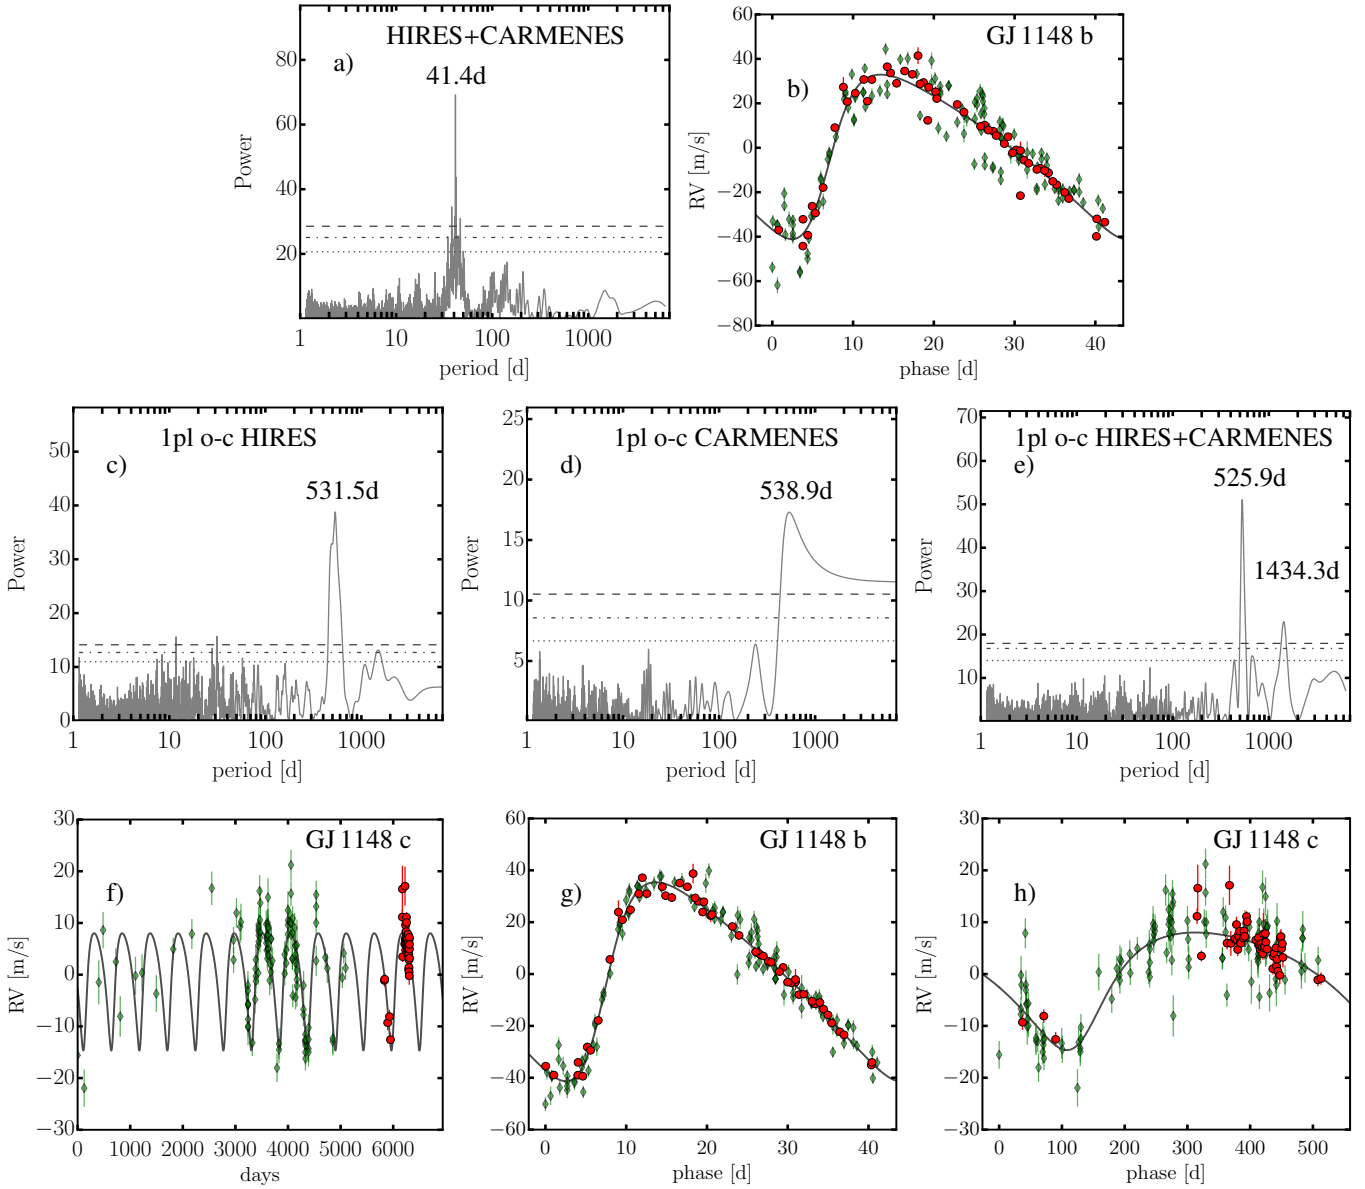 HIRES+CARMENES
a)
41.4d
Power
80
60
40
20
1
10
100
1000
period [d]
GJ 1148 b
b)
RV [m/s]
60
40
20
0
−20
−40
−60
−80
0
10
20
30
40
phase [d]
1pl o-c HIRES
c)
531.5d
Power
50
40
30
20
10
0
1
10
100
1000
period [d]
1pl o-c CARMENES
d)
538.9d
Power
25
20
15
10
5
1
10
100
1000
period [d]
1pl o-c HIRES+CARMENES
e)
525.9d
1434.3d
Power
70
60
50
40
30
20
10
1
10
100
1000
period [d]
GJ 1148 c
f)
RV [m/s]
30
20
10
0
−10
−20
−30
0
1000
2000
3000
4000
5000
6000
days
GJ 1148 b
g)
RV [m/s]
60
40
20
0
−20
−40
−60
0
10
20
30
40
phase [d]
GJ 1148 c
h)
RV [m/s]
30
20
10
0
−10
−20
−30
0
100
200
300
400
500
phase [d]